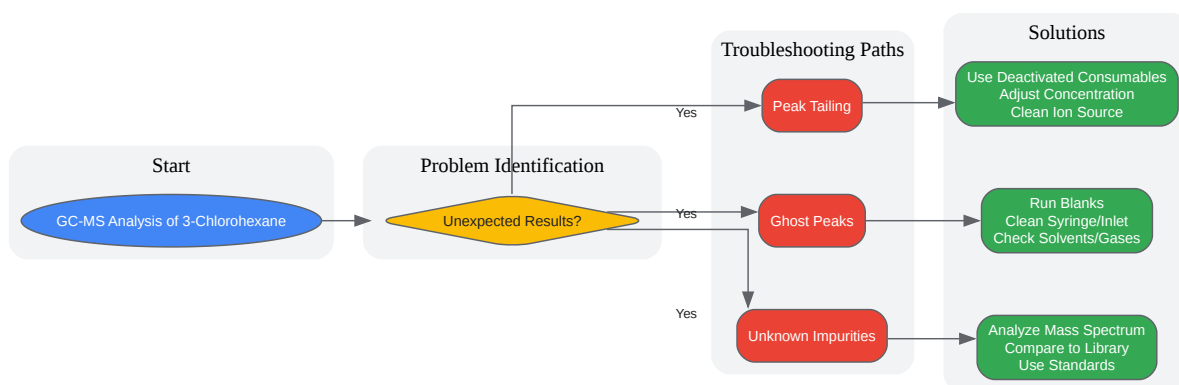 Start
GC-MS Analysis of 3-Chlorohexane
Problem Identification
Unexpected Results?
Yes
Yes
Yes
Troubleshooting Paths
Peak Tailing
Ghost Peaks
Unknown Impurities
Solutions
Use Deactivated Consumables
Adjust Concentration
Clean Ion Source
Run Blanks
Clean Syringe/Inlet
Check Solvents/Gases
Analyze Mass Spectrum
Compare to Library
Use Standards